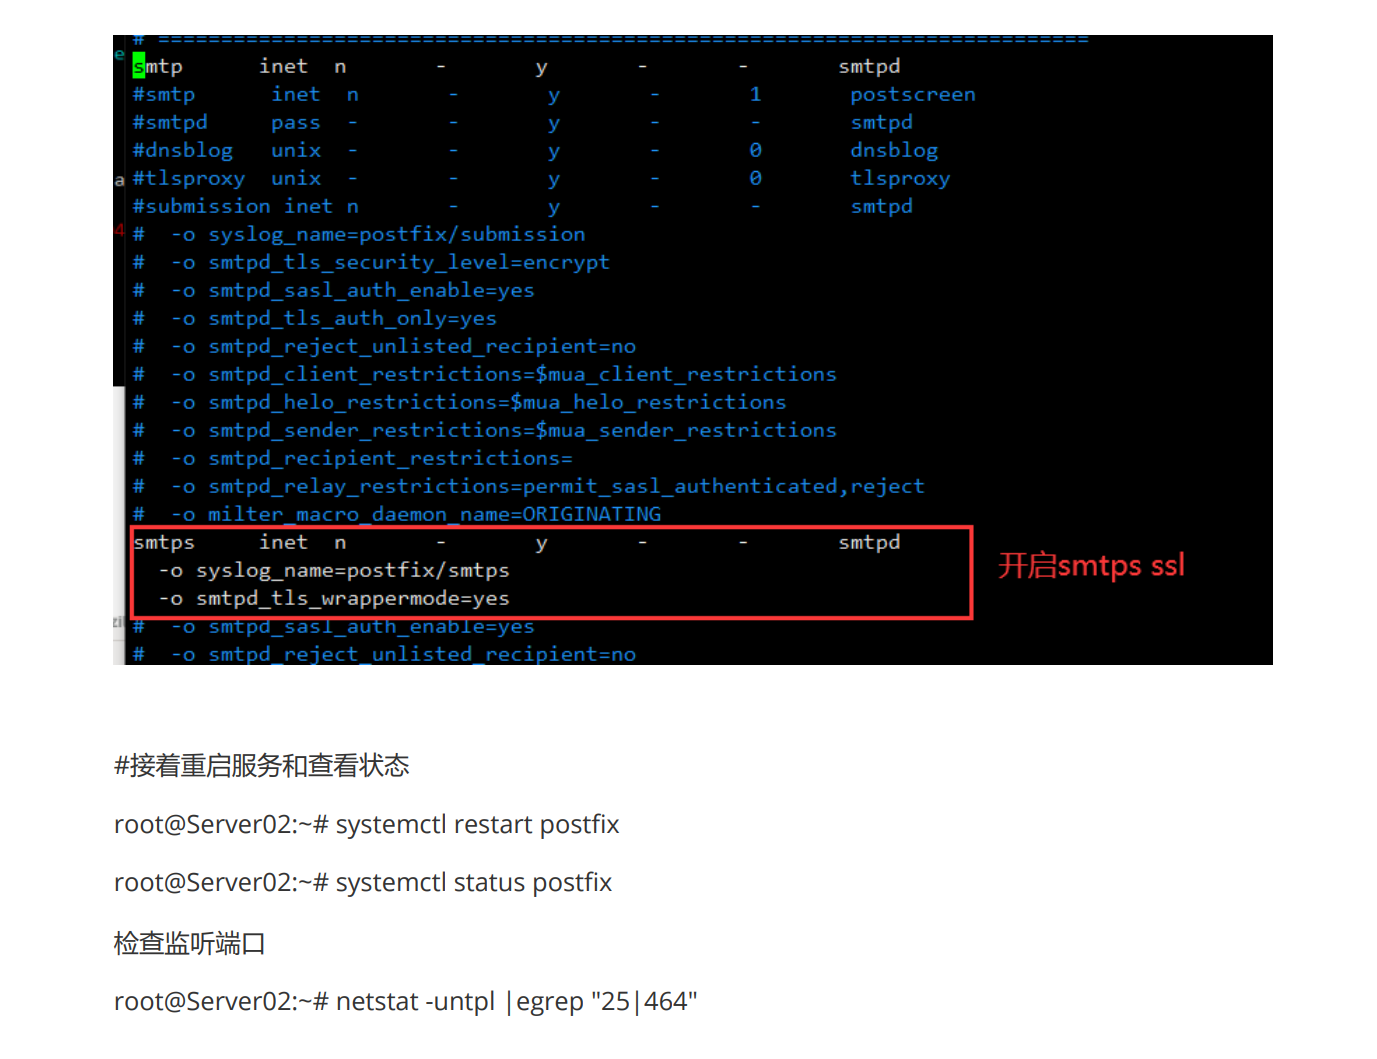 # ==========================================================================
smtp      inet  n       -       y       -       -       smtpd
#smtp      inet  n       -       y       -       1       postscreen
#smtpd     pass  -       -       y       -       -       smtpd
#dnsblog   unix  -       -       y       -       0       dnsblog
#tlsproxy  unix  -       -       y       -       0       tlsproxy
#submission inet n       -       y       -       -       smtpd
#  -o syslog_name=postfix/submission
#  -o smtpd_tls_security_level=encrypt
#  -o smtpd_sasl_auth_enable=yes
#  -o smtpd_tls_auth_only=yes
#  -o smtpd_reject_unlisted_recipient=no
#  -o smtpd_client_restrictions=$mua_client_restrictions
#  -o smtpd_helo_restrictions=$mua_helo_restrictions
#  -o smtpd_sender_restrictions=$mua_sender_restrictions
#  -o smtpd_recipient_restrictions=
#  -o smtpd_relay_restrictions=permit_sasl_authenticated,reject
#  -o milter_macro_daemon_name=ORIGINATING
smtps     inet  n       -       y       -       -       smtpd
  -o syslog_name=postfix/smtps
  -o smtpd_tls_wrappermode=yes
开启smtps ssl
#  -o smtpd_sasl_auth_enable=yes
#  -o smtpd_reject_unlisted_recipient=no
#接着重启服务和查看状态
root@Server02:~# systemctl restart postfix
root@Server02:~# systemctl status postfix
检查监听端口
root@Server02:~# netstat -untpl |egrep "25|464"